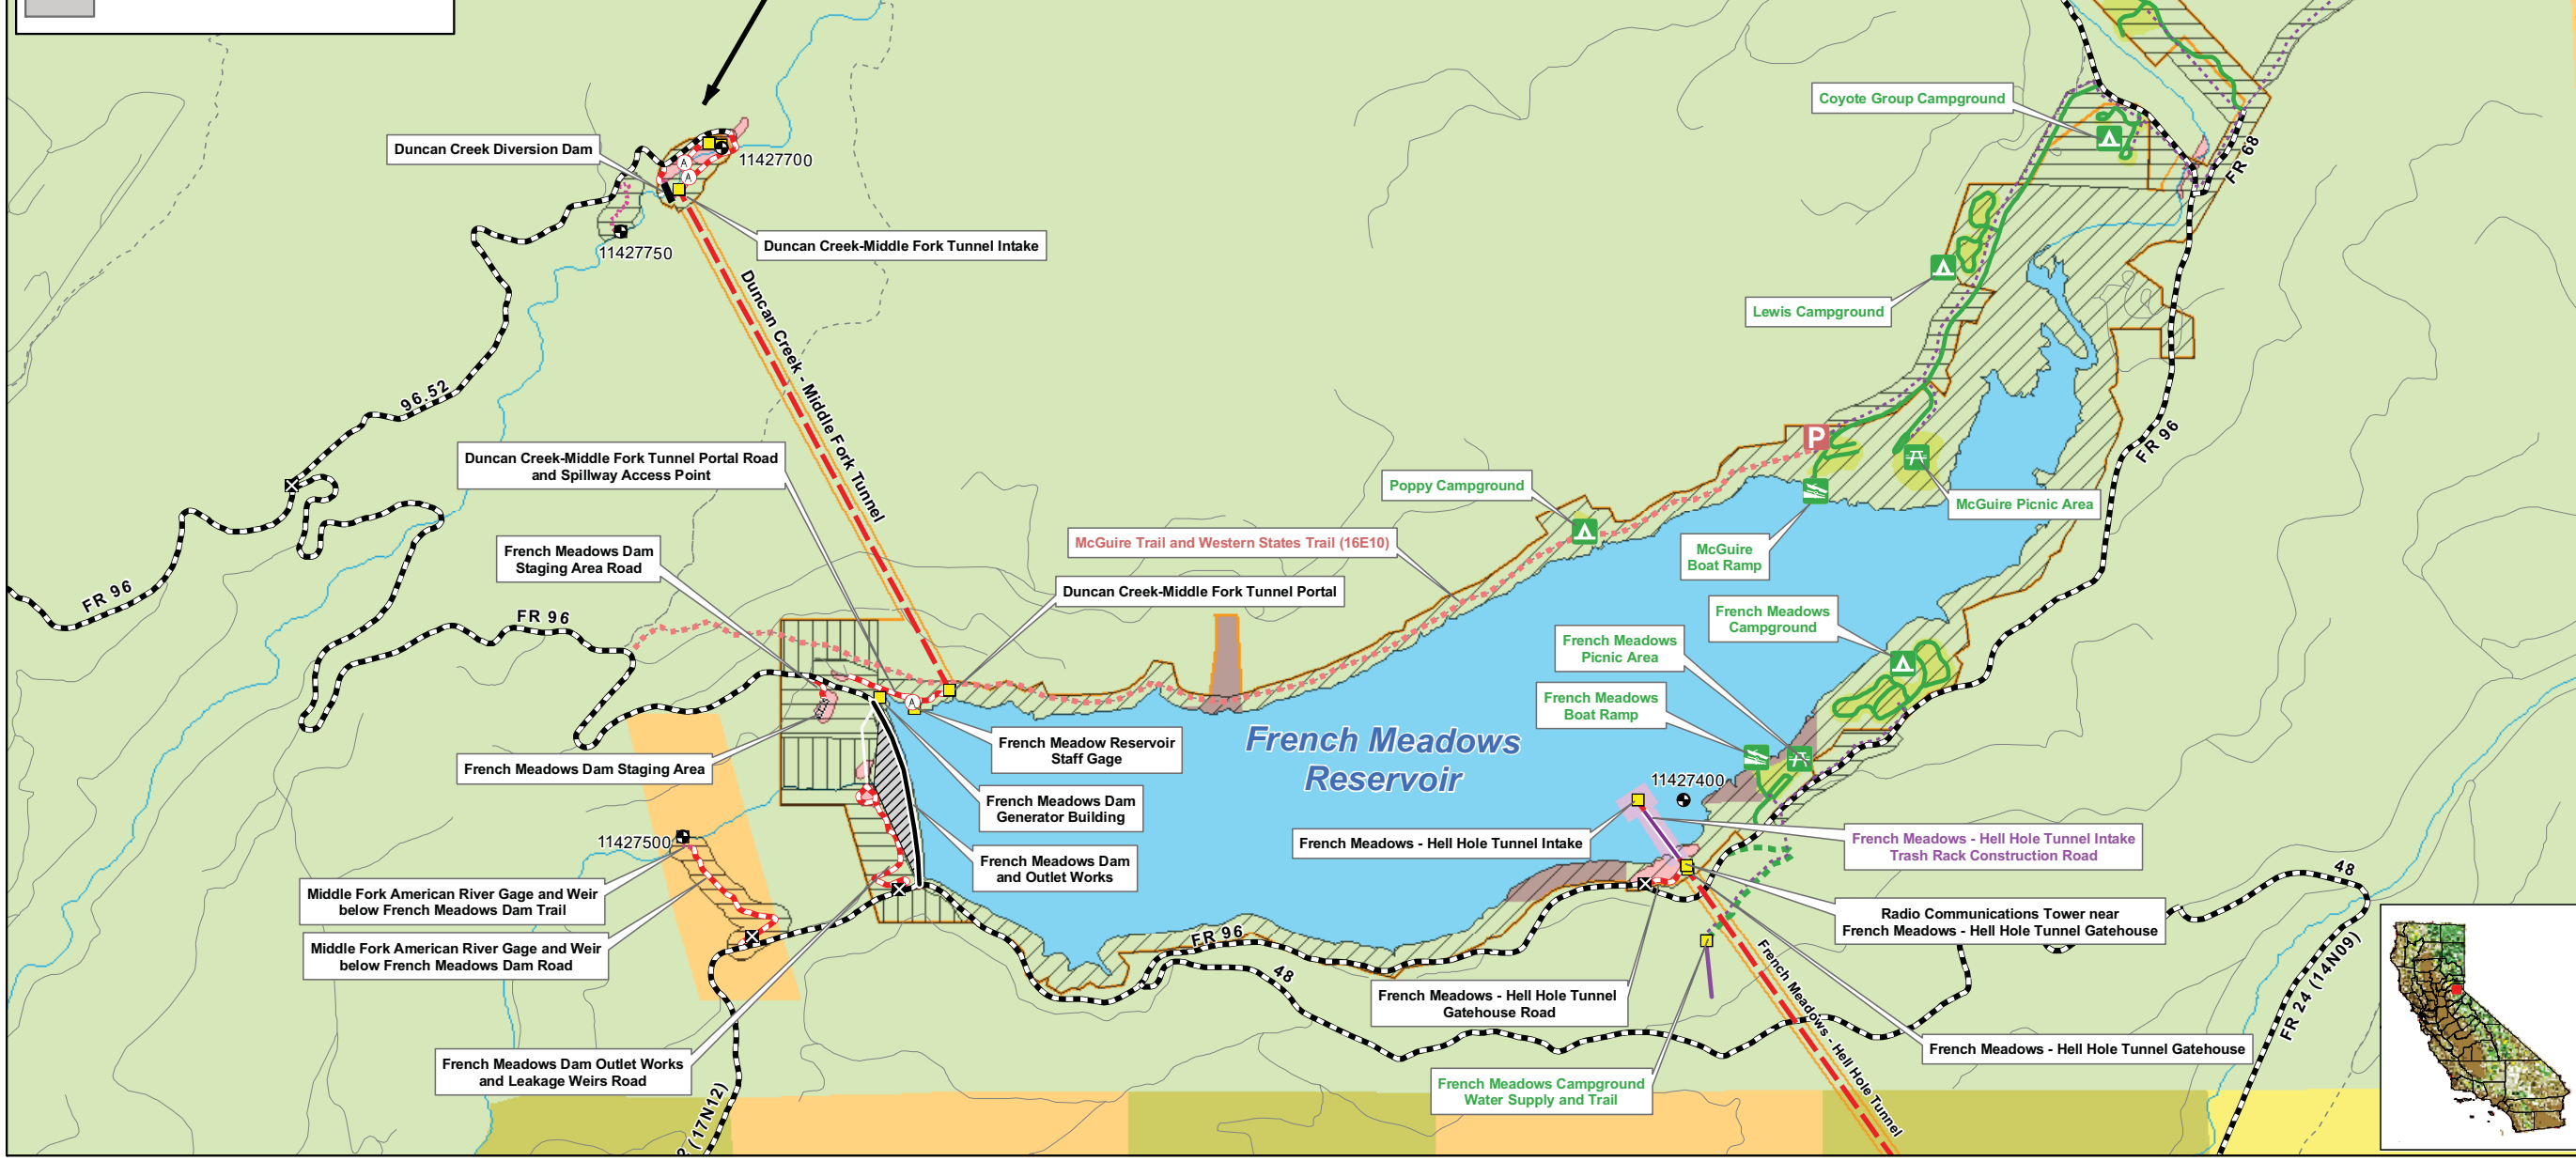 Coyote Group Campground
FR 68
Duncan Creek Diversion Dam
11427700
11427750
Duncan Creek-Middle Fork Tunnel Intake
Lewis Campground
Duncan Creek - Middle Fork Tunnel
96.52
FR 96
Duncan Creek-Middle Fork Tunnel Portal Road
and Spillway Access Point
P
Poppy Campground
McGuire Picnic Area
McGuire Trail and Western States Trail (16E10)
McGuire
Boat Ramp
French Meadows Dam
Staging Area Road
Duncan Creek-Middle Fork Tunnel Portal
FR 96
FR 96
French Meadows
Campground
French Meadows
Picnic Area
French Meadows
Boat Ramp
A
A
A
French Meadows
Reservoir
French Meadow Reservoir
Staff Gage
French Meadows Dam Staging Area
11427400
French Meadows Dam
Generator Building
11427500
French Meadows - Hell Hole Tunnel Intake
French Meadows - Hell Hole Tunnel Intake
Trash Rack Construction Road
French Meadows Dam
and Outlet Works
48
Middle Fork American River Gage and Weir
below French Meadows Dam Trail
Radio Communications Tower near
French Meadows - Hell Hole Tunnel Gatehouse
Middle Fork American River Gage and Weir
below French Meadows Dam Road
FR 96
48
French Meadows - Hell Hole Tunnel
FR 24 (14N09)
French Meadows - Hell Hole Tunnel
Gatehouse Road
French Meadows - Hell Hole Tunnel Gatehouse
French Meadows Dam Outlet Works
and Leakage Weirs Road
French Meadows Campground
Water Supply and Trail
(17N12)